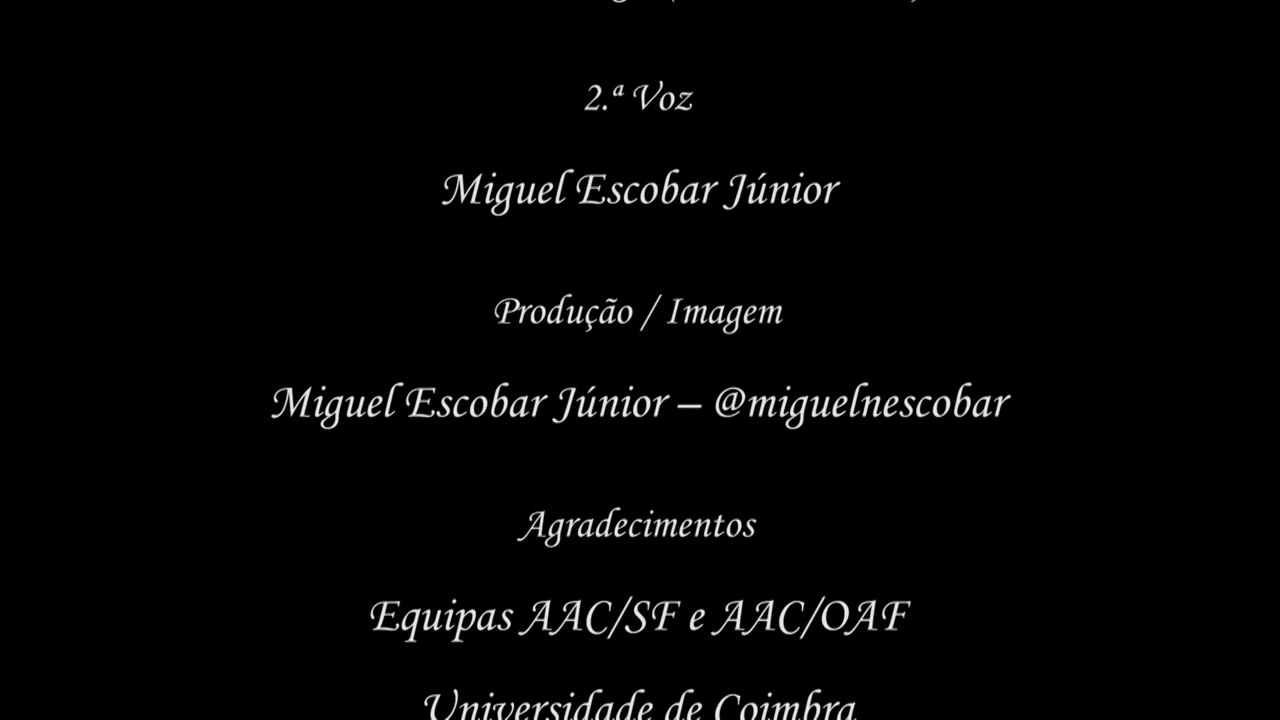 2.ª Voz
Miguel Escobar Júnior
Produção / Imagem
Miguel Escobar Júnior – @miguelnescobar
Agradecimentos
Equipas AAC/SF e AAC/OAF
Universidade de Coimbra